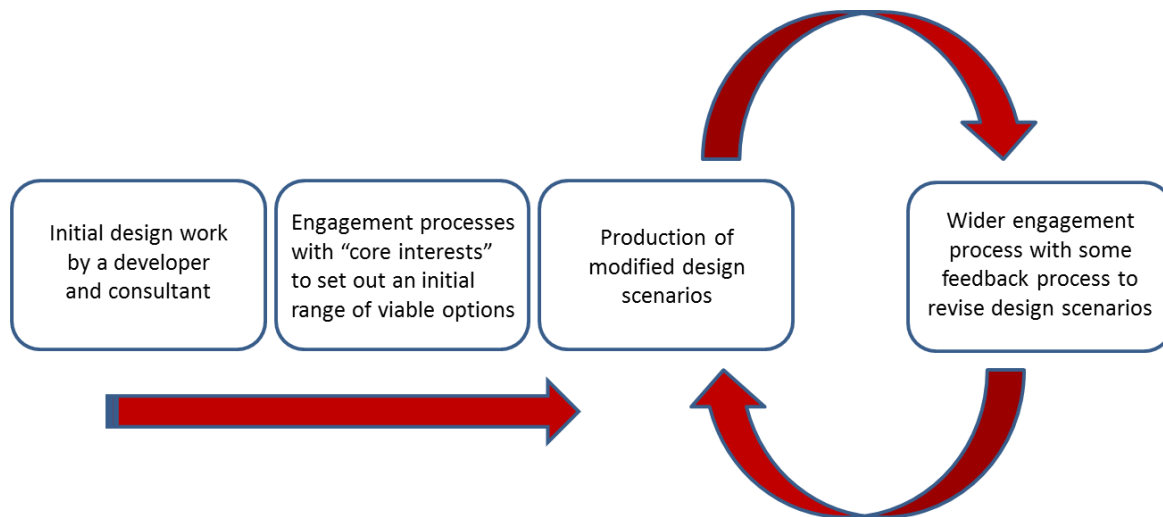 Initial design work
by a developer
and consultant
Engagement processes
with “core interests”
to set out an initial
range of viable options
Production of
modified design
scenarios
Wider engagement
process with some
feedback process to
revise design scenarios